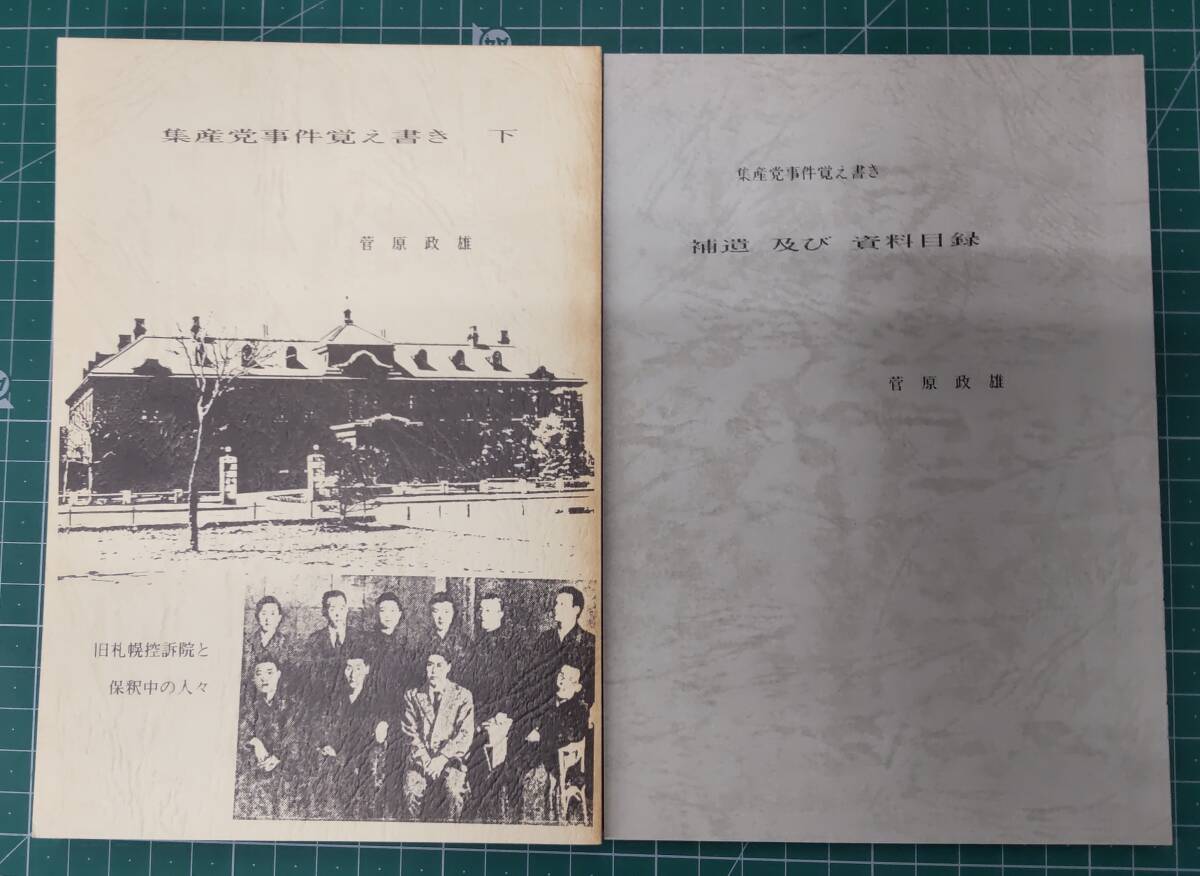 集産党事件覚え書き 下
菅原政雄
旧札幌控訴院と
保釈中の人々
集産党事件覚え書き
補遺 及び 資料目録
菅原政雄